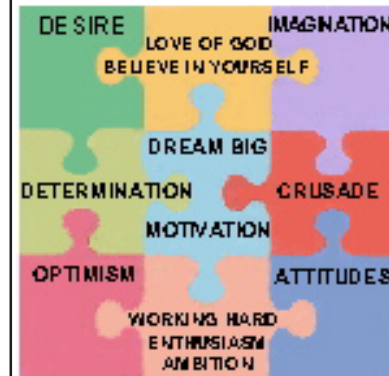 DESIRE
IMAGNATION
LOVE OF GOD
BELIEVE IN YOURSELF
DREAM BIG
DETERMINATION
CRUSADE
MOTIVATION
OPTIMISM
ATTITUDES
WORKING HARD
ENTHUSIASM
AMBITION